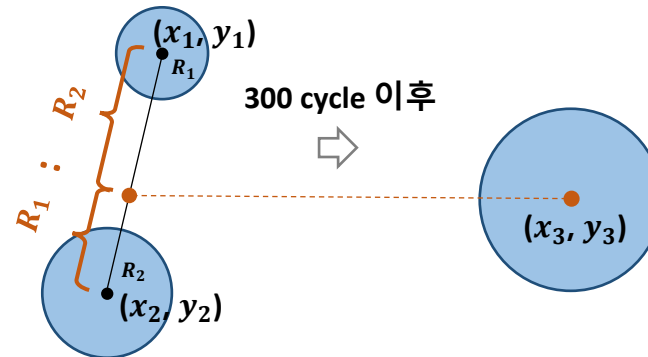 (x₁, y₁)
R₁
R₁ : R₂
300 cycle 이후
R₂
(x₂, y₂)
(x₃, y₃)